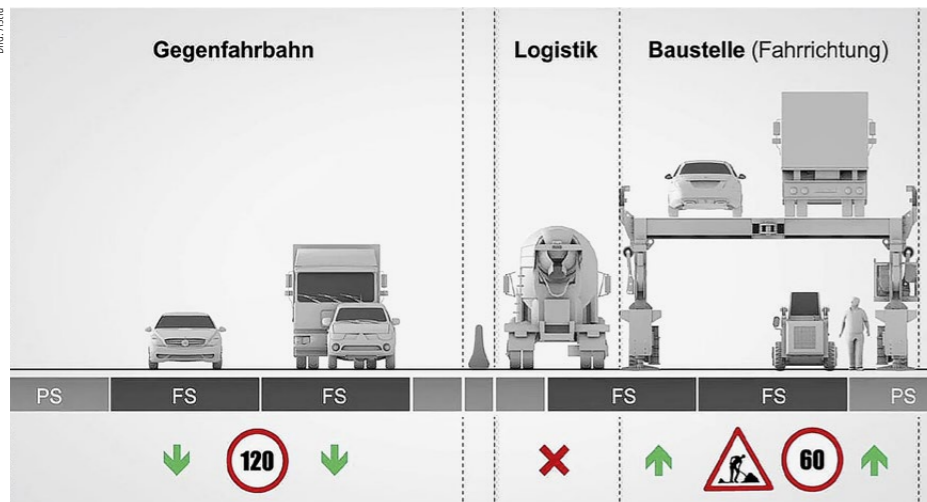 Gegenfahrbahn
Logistik
Baustelle (Fahrrichtung)
PS
FS
FS
FS
FS
PS
120
60